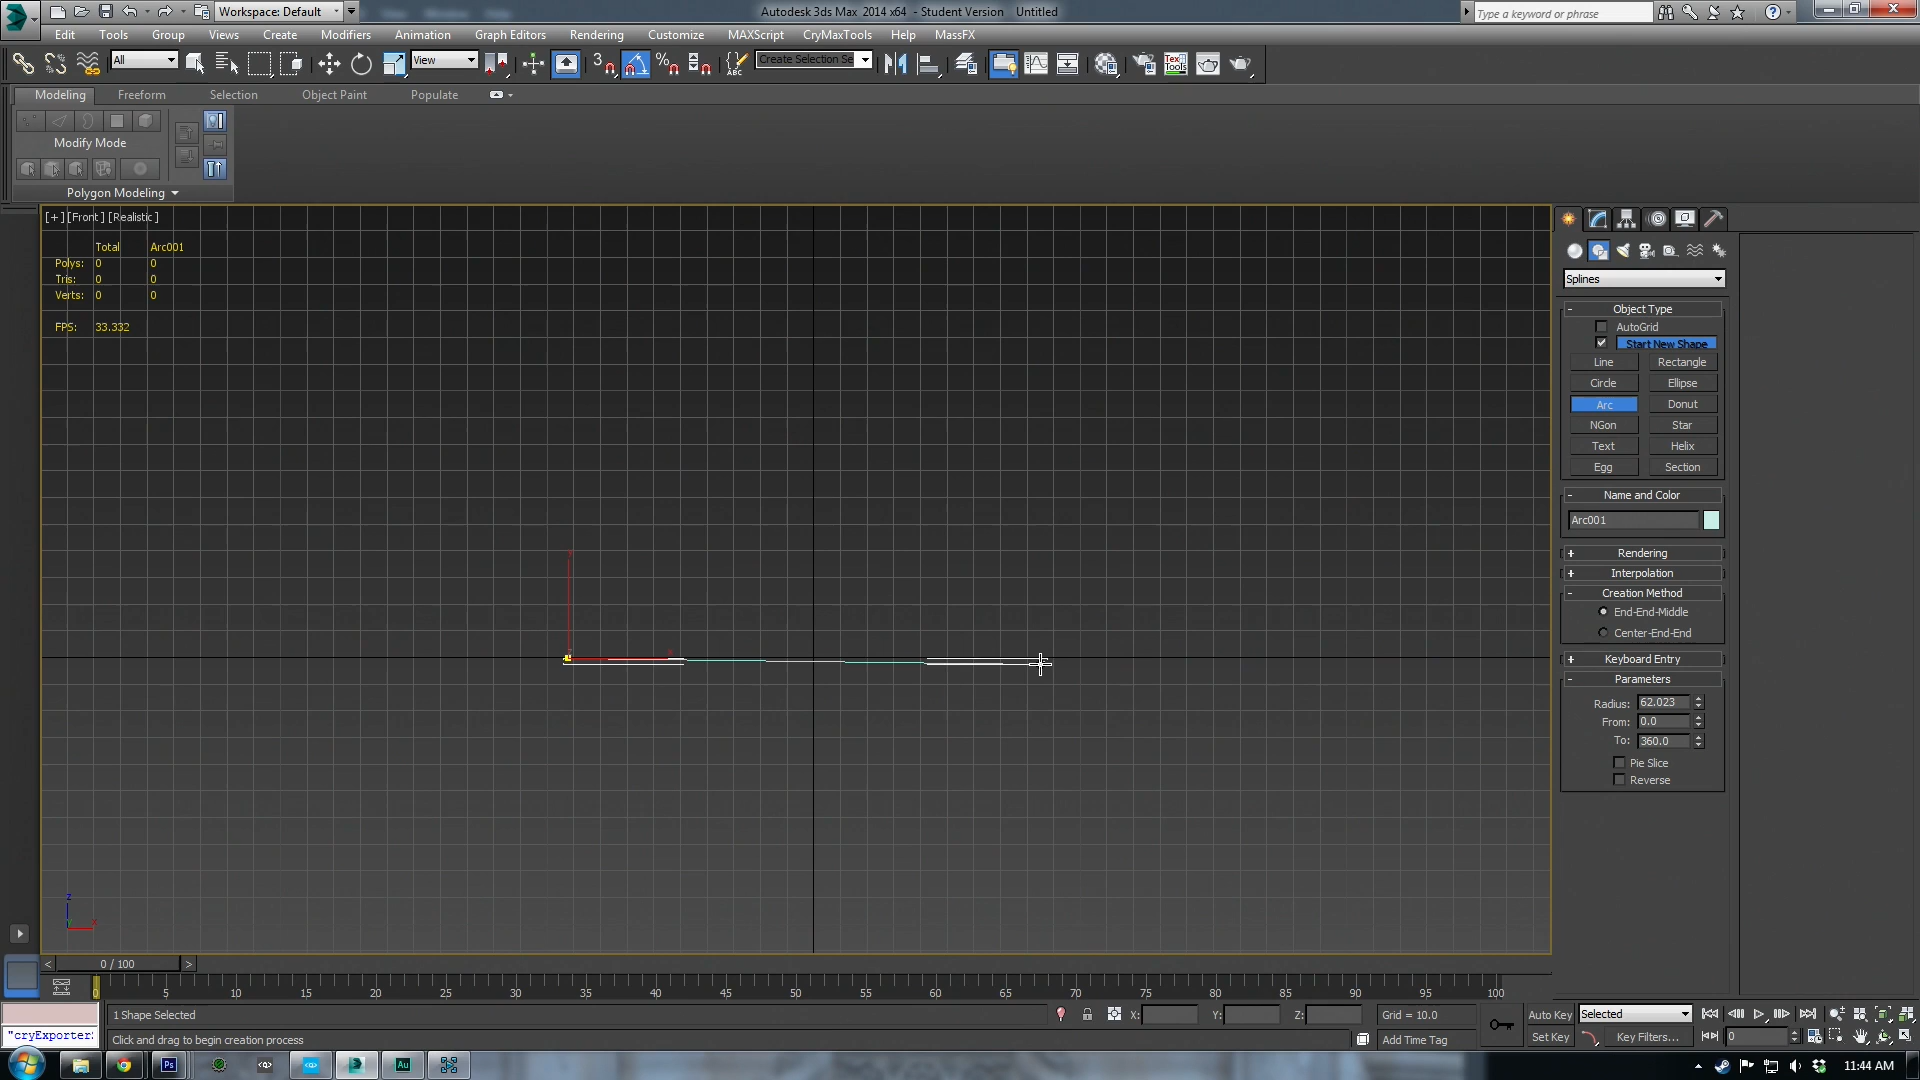 Workspace: Default
Autodesk 3ds Max 2014 x64 - Student Version Untitled
Type a keyword or phrase
Edit Tools Group Views Create Modifiers Animation Graph Editors Rendering Customize MAXScript CryMaxTools Help MassFX
All
View
3
%
ABC
Create Selection Se
Tex Tools
Modeling Freeform Selection Object Paint Populate
Modify Mode
Polygon Modeling
[+] [Front] [Realistic]
Total Arc001
Polys: 0 0
Tris: 0 0
Verts: 0 0
FPS: 33.332
Splines
- Object Type
AutoGrid
Start New Shape
Line Rectangle
Circle Ellipse
Arc Donut
NGon Star
Text Helix
Egg Section
- Name and Color
Arc001
+ Rendering
+ Interpolation
- Creation Method
End-End-Middle
Center-End-End
+ Keyboard Entry
- Parameters
Radius: 62.023
From: 0.0
To: 360.0
Pie Slice
Reverse
z
x
< 0 / 100 >
0 5 10 15 20 25 30 35 40 45 50 55 60 65 70 75 80 85 90 95 100
1 Shape Selected X: Y: Z: Grid = 10.0 Auto Key Selected
"cryExporter:
Click and drag to begin creation process Add Time Tag Set Key Key Filters... 0
Ps
Au
11:44 AM